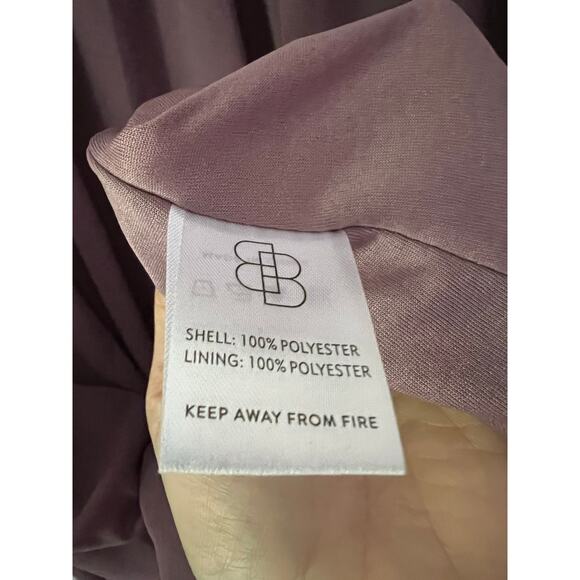 SHELL: 100% POLYESTER
LINING: 100% POLYESTER
KEEP AWAY FROM FIRE